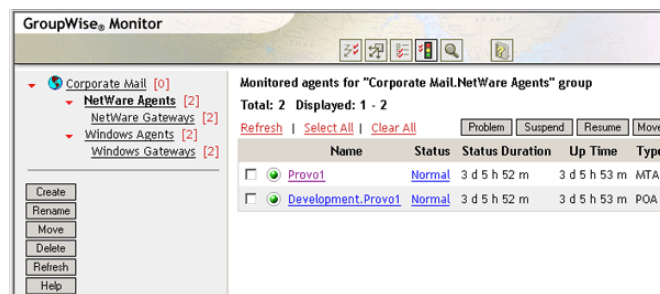 GroupWise® Monitor
Corporate Mail [0]
NetWare Agents [2]
NetWare Gateways [2]
Windows Agents [2]
Windows Gateways [2]
Create
Rename
Move
Delete
Refresh
Help
Monitored agents for "Corporate Mail.NetWare Agents" group
Total: 2 Displayed: 1 - 2
Refresh | Select All | Clear All Problem Suspend Resume Move
Name Status Status Duration Up Time Type
Provo1 Normal 3 d 5 h 52 m 3 d 5 h 53 m MTA
Development.Provo1 Normal 3 d 5 h 52 m 3 d 5 h 53 m POA